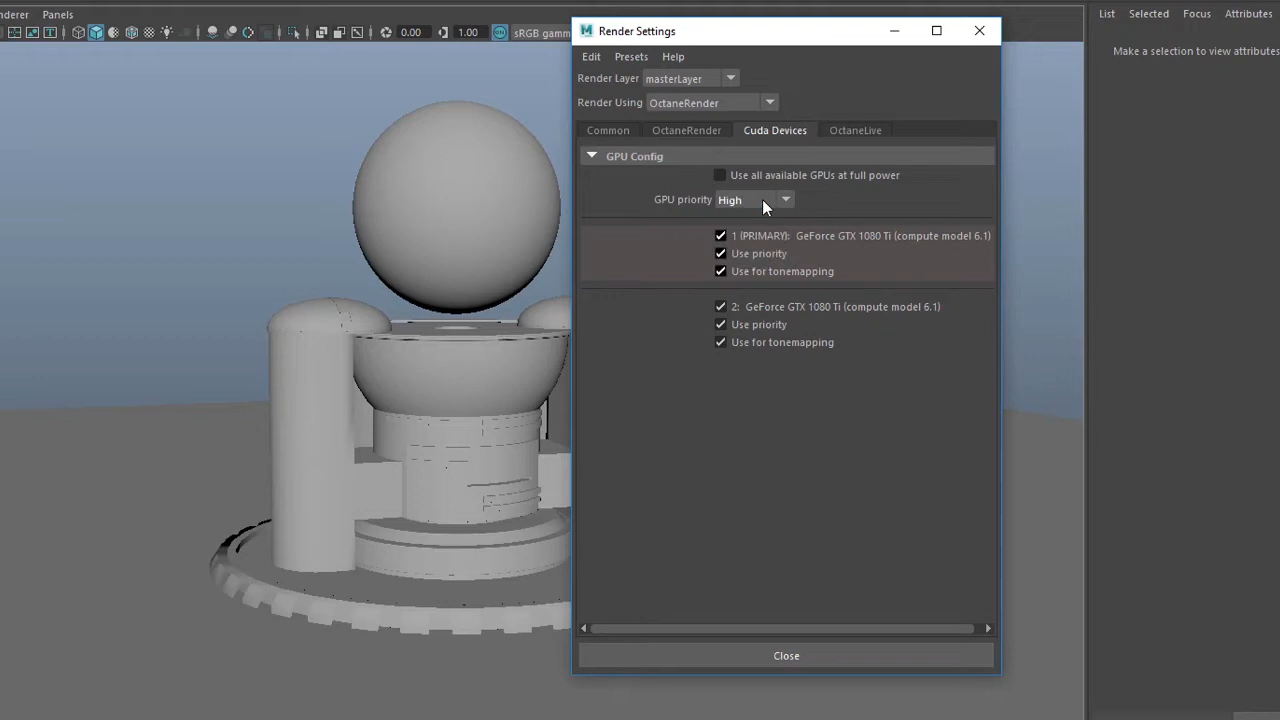 nderer Panels
0.00 1.00 sRGB gamm
List Selected Focus Attributes
Make a selection to view attributes
Render Settings
Edit Presets Help
Render Layer masterLayer
Render Using OctaneRender
Common OctaneRender Cuda Devices OctaneLive
GPU Config
Use all available GPUs at full power
GPU priority High
1 (PRIMARY): GeForce GTX 1080 Ti (compute model 6.1)
Use priority
Use for tonemapping
2: GeForce GTX 1080 Ti (compute model 6.1)
Use priority
Use for tonemapping
Close